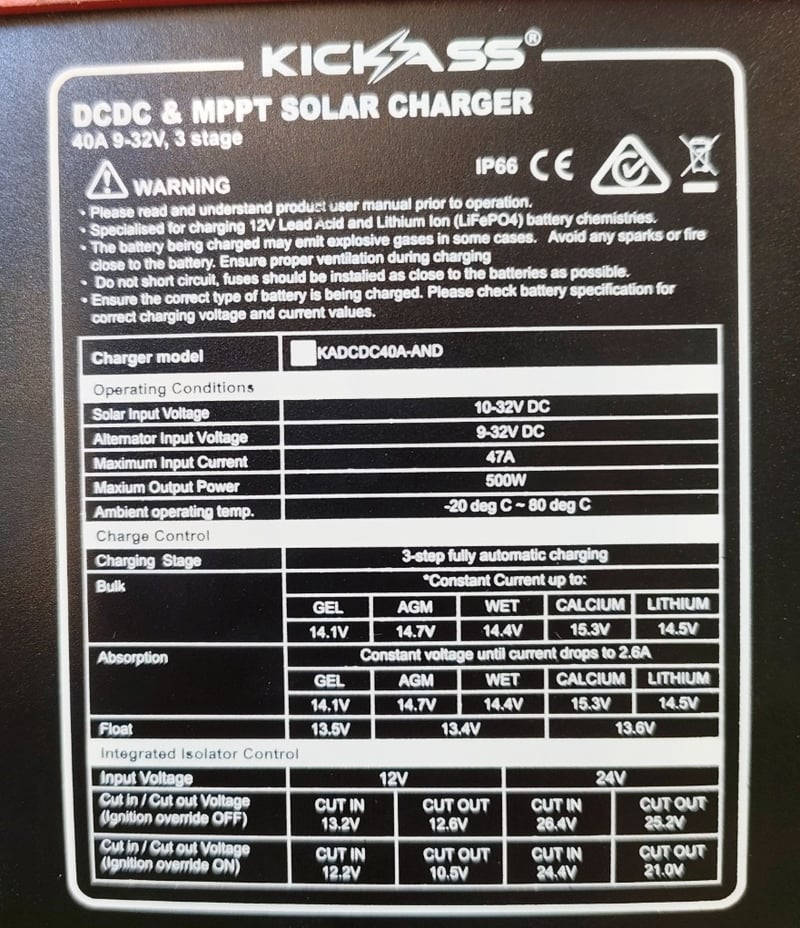 KICKASS®
DCDC & MPPT SOLAR CHARGER
40A 9-32V, 3 stage
IP66 CE
WARNING
• Please read and understand product user manual prior to operation.
• Specialised for charging 12V Lead Acid and Lithium Ion (LiFePO4) battery chemistries.
• The battery being charged may emit explosive gases in some cases. Avoid any sparks or fire
close to the battery. Ensure proper ventilation during charging
• Do not short circuit, fuses should be installed as close to the batteries as possible.
• Ensure the correct type of battery is being charged. Please check battery specification for
correct charging voltage and current values.
Charger model KADCDC40A-AND
Operating Conditions
Solar Input Voltage 10-32V DC
Alternator Input Voltage 9-32V DC
Maximum Input Current 47A
Maxium Output Power 500W
Ambient operating temp. -20 deg C ~ 80 deg C
Charge Control
Charging Stage 3-step fully automatic charging
Bulk *Constant Current up to:
GEL AGM WET CALCIUM LITHIUM
14.1V 14.7V 14.4V 15.3V 14.5V
Absorption Constant voltage until current drops to 2.6A
GEL AGM WET CALCIUM LITHIUM
14.1V 14.7V 14.4V 15.3V 14.5V
Float 13.5V 13.4V 13.6V
Integrated Isolator Control
Input Voltage 12V 24V
Cut in / Cut out Voltage CUT IN CUT OUT CUT IN CUT OUT
(Ignition override OFF) 13.2V 12.6V 26.4V 25.2V
Cut in / Cut out Voltage CUT IN CUT OUT CUT IN CUT OUT
(Ignition override ON) 12.2V 10.5V 24.4V 21.0V